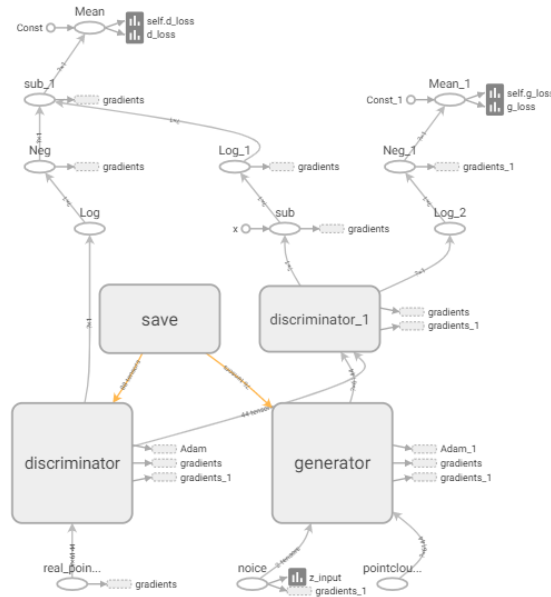 Mean
Const
self.d_loss
d_loss
sub_1
gradients
Mean_1
Const_1
self.g_loss
g_loss
Neg
gradients
Log_1
gradients
Neg_1
gradients_1
Log
x
sub
gradients
Log_2
save
discriminator_1
gradients
gradients_1
44 tensors
discriminator
Adam
gradients
gradients_1
generator
Adam_1
gradients
gradients_1
real_poin...
gradients
noice
z_input
gradients_1
pointclou...